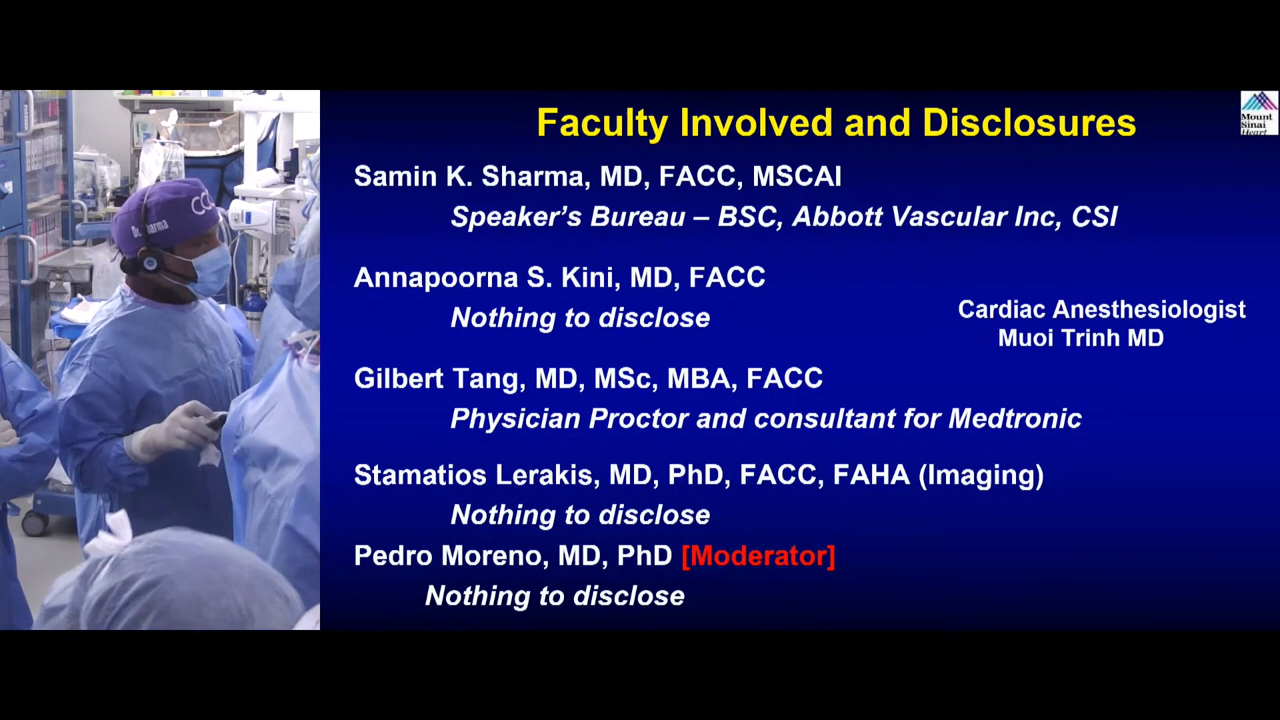 Faculty Involved and Disclosures
Mount
Sinai
Heart
Samin K. Sharma, MD, FACC, MSCAI
Speaker’s Bureau – BSC, Abbott Vascular Inc, CSI
Annapoorna S. Kini, MD, FACC
Nothing to disclose
Cardiac Anesthesiologist
Muoi Trinh MD
Gilbert Tang, MD, MSc, MBA, FACC
Physician Proctor and consultant for Medtronic
Stamatios Lerakis, MD, PhD, FACC, FAHA (Imaging)
Nothing to disclose
Pedro Moreno, MD, PhD [Moderator]
Nothing to disclose